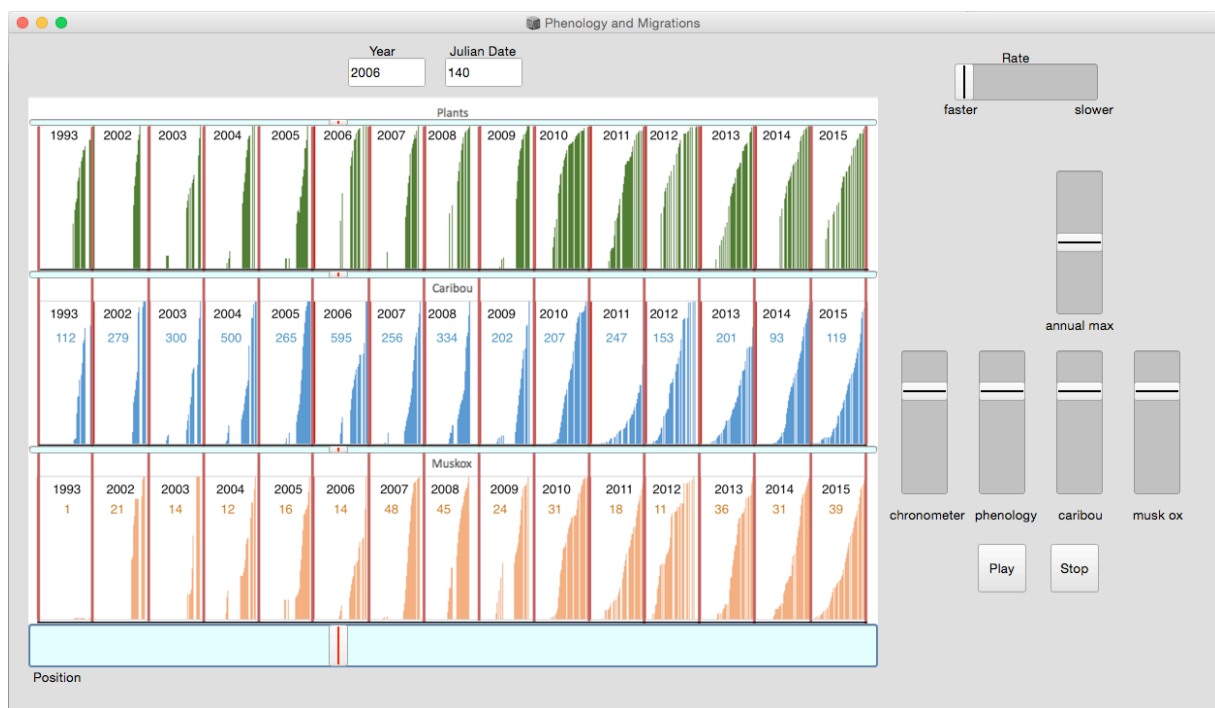 Phenology and Migrations
Year Julian Date
2006 140
Rate
faster slower
Plants
1993 2002 2003 2004 2005 2006 2007 2008 2009 2010 2011 2012 2013 2014 2015
Caribou
1993 2002 2003 2004 2005 2006 2007 2008 2009 2010 2011 2012 2013 2014 2015
112 279 300 500 265 595 256 334 202 207 247 153 201 93 119
annual max
Muskox
1993 2002 2003 2004 2005 2006 2007 2008 2009 2010 2011 2012 2013 2014 2015
1 21 14 12 16 14 48 45 24 31 18 11 36 31 39
chronometer phenology caribou musk ox
Play Stop
Position